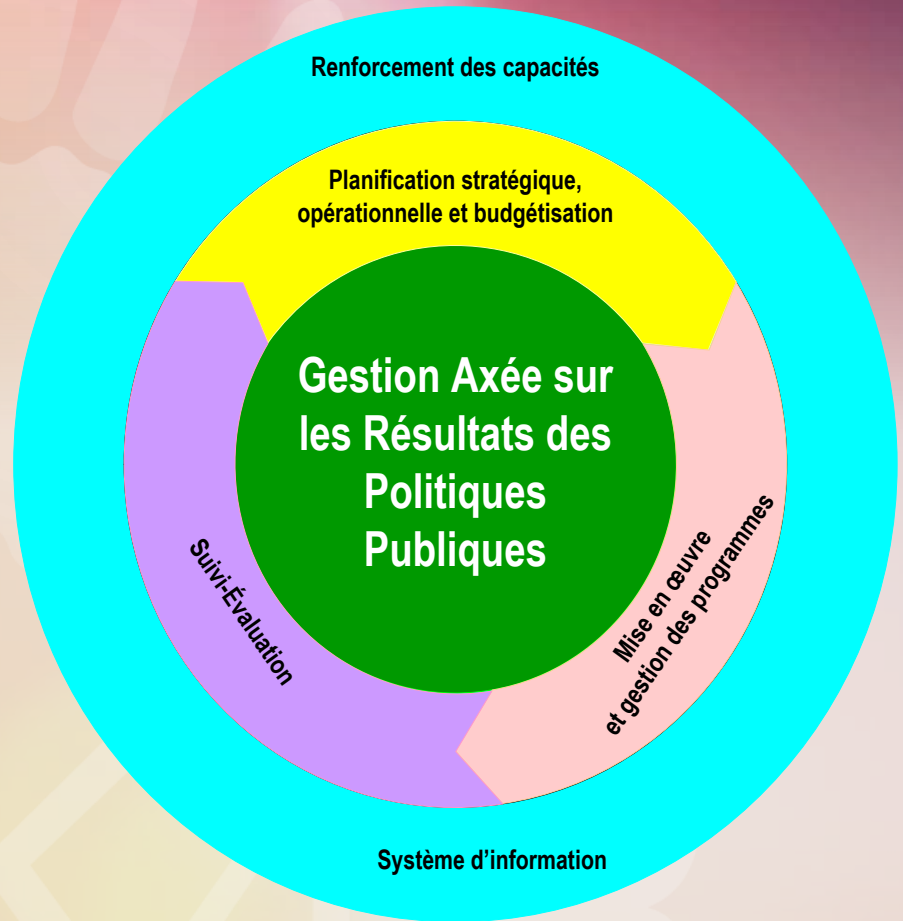 Renforcement des capacités
Planification stratégique,
opérationnelle et budgétisation
Gestion Axée sur
les Résultats des
Politiques
Publiques
Mise en œuvre
et gestion des programmes
Suivi-Évaluation
Système d’information